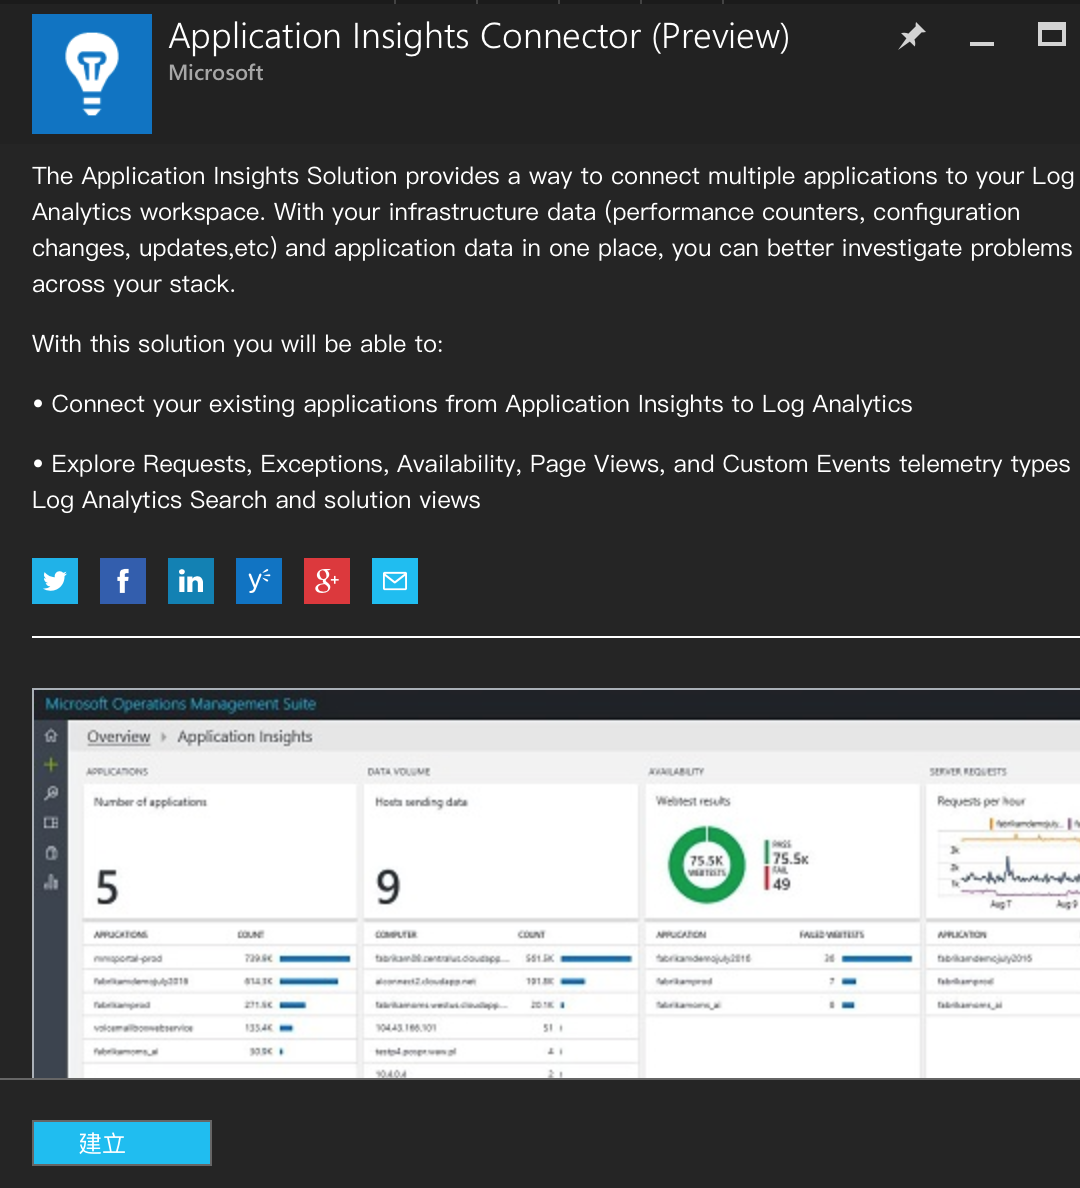 Application Insights Connector (Preview)
Microsoft
The Application Insights Solution provides a way to connect multiple applications to your Log
Analytics workspace. With your infrastructure data (performance counters, configuration
changes, updates,etc) and application data in one place, you can better investigate problems
across your stack.
With this solution you will be able to:
• Connect your existing applications from Application Insights to Log Analytics
• Explore Requests, Exceptions, Availability, Page Views, and Custom Events telemetry types
Log Analytics Search and solution views
f in y g+
Microsoft Operations Management Suite
Overview Application Insights
APPLICATIONS DATA VOLUME AVAILABILITY SERVER REQUESTS
Number of applications
5
Hosts sending data
9
Webtest results
75.5K
WEBTESTS
PASS
75.5K
FAIL
49
Requests per hour
fabrikamdemojuly...
3k
2k
1k
Aug 7 Aug 9
APPLICATIONS COUNT
mmsportal-prod 739.8K
fabrikamdemojuly2016 614.3K
fabrikamprod 271.5K
voicemailboxwebservice 133.4K
fabrikamoms_ai 30.9K
COMPUTER COUNT
fabrikam08.centralus.cloudapp... 561.5K
aiconnect2.cloudapp.net 191.8K
fabrikamoms.westus.cloudapp... 20.1K
104.43.166.101 51
4
10.4.0.4 2
APPLICATION FAILED WEBTESTS
fabrikamdemojuly2016 36
fabrikamprod 7
fabrikamoms_ai 6
APPLICATION
fabrikamdemojuly2016
fabrikamprod
fabrikamoms_ai
建立